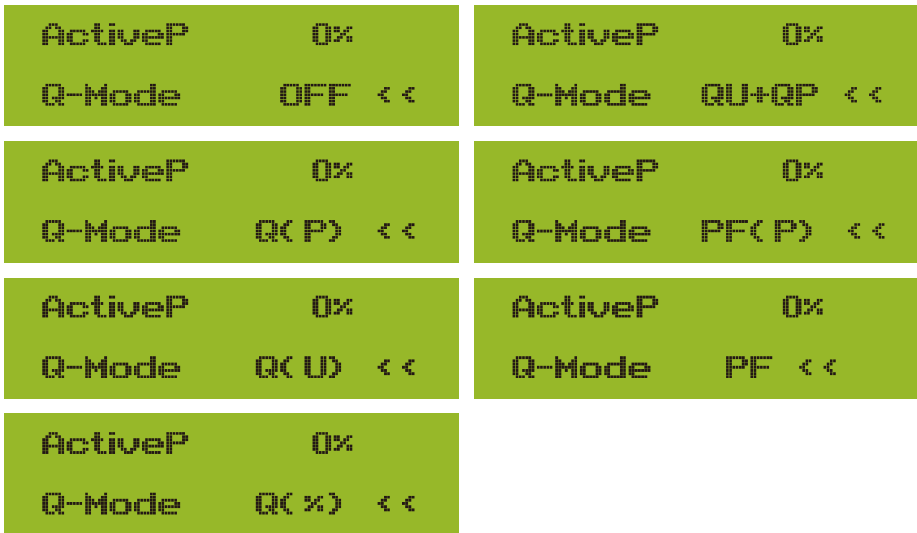 ActiveP 0%
Q-Mode OFF <<
ActiveP 0%
Q-Mode QU+QP <<
ActiveP 0%
Q-Mode Q(P) <<
ActiveP 0%
Q-Mode PF(P) <<
ActiveP 0%
Q-Mode Q(U) <<
ActiveP 0%
Q-Mode PF <<
ActiveP 0%
Q-Mode Q(%) <<